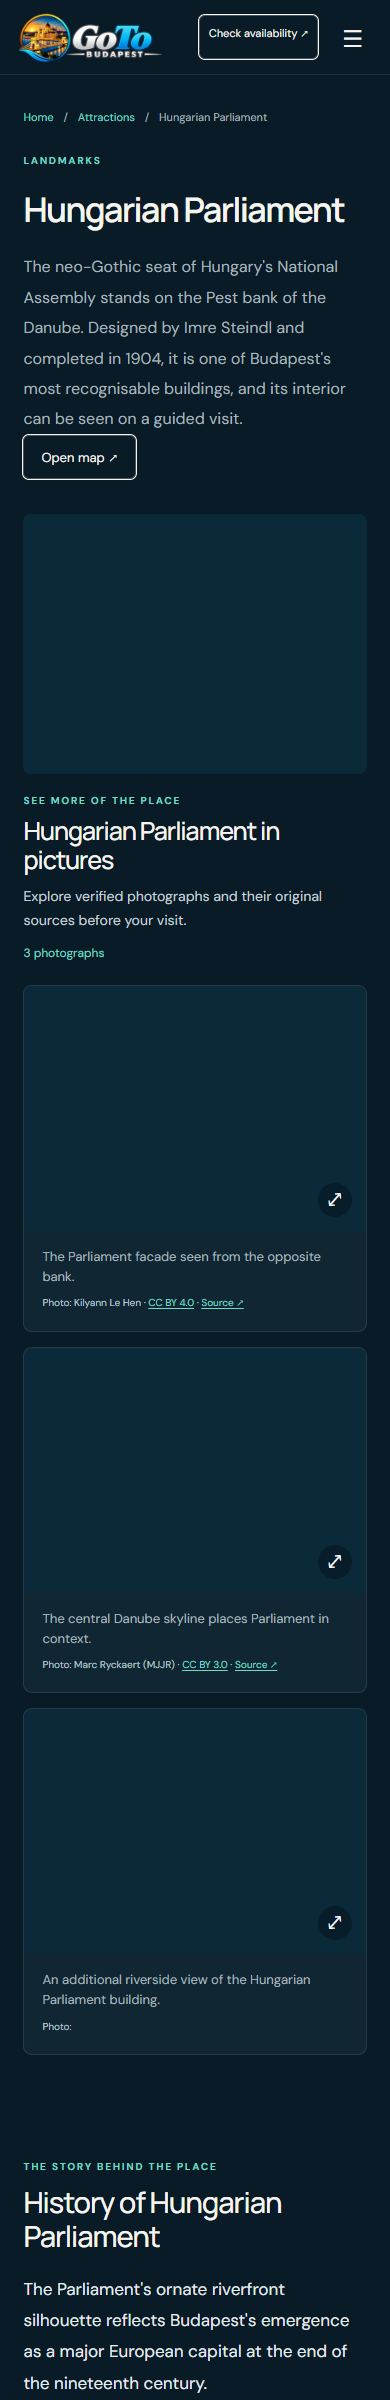 GoTo
BUDAPEST
Check availability ↗
☰
Home / Attractions / Hungarian Parliament
LANDMARKS
Hungarian Parliament
The neo-Gothic seat of Hungary's National
Assembly stands on the Pest bank of the
Danube. Designed by Imre Steindl and
completed in 1904, it is one of Budapest's
most recognisable buildings, and its interior
can be seen on a guided visit.
Open map ↗
SEE MORE OF THE PLACE
Hungarian Parliament in
pictures
Explore verified photographs and their original
sources before your visit.
3 photographs
The Parliament facade seen from the opposite
bank.
Photo: Kilyann Le Hen · CC BY 4.0 · Source ↗
The central Danube skyline places Parliament in
context.
Photo: Marc Ryckaert (MJJR) · CC BY 3.0 · Source ↗
An additional riverside view of the Hungarian
Parliament building.
Photo:
THE STORY BEHIND THE PLACE
History of Hungarian
Parliament
The Parliament's ornate riverfront
silhouette reflects Budapest's emergence
as a major European capital at the end of
the nineteenth century.